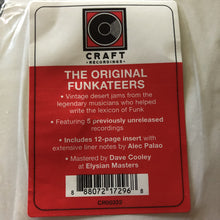 CRAFT
RECORDINGS
THE ORIGINAL
FUNKATEERS
• Vintage desert jams from the
legendary musicians who helped
write the lexicon of Funk
• Featuring 5 previously unreleased
recordings
• Includes 12-page insert with
extensive liner notes by Alec Palao
• Mastered by Dave Cooley
at Elysian Masters
8 88072 17296 8